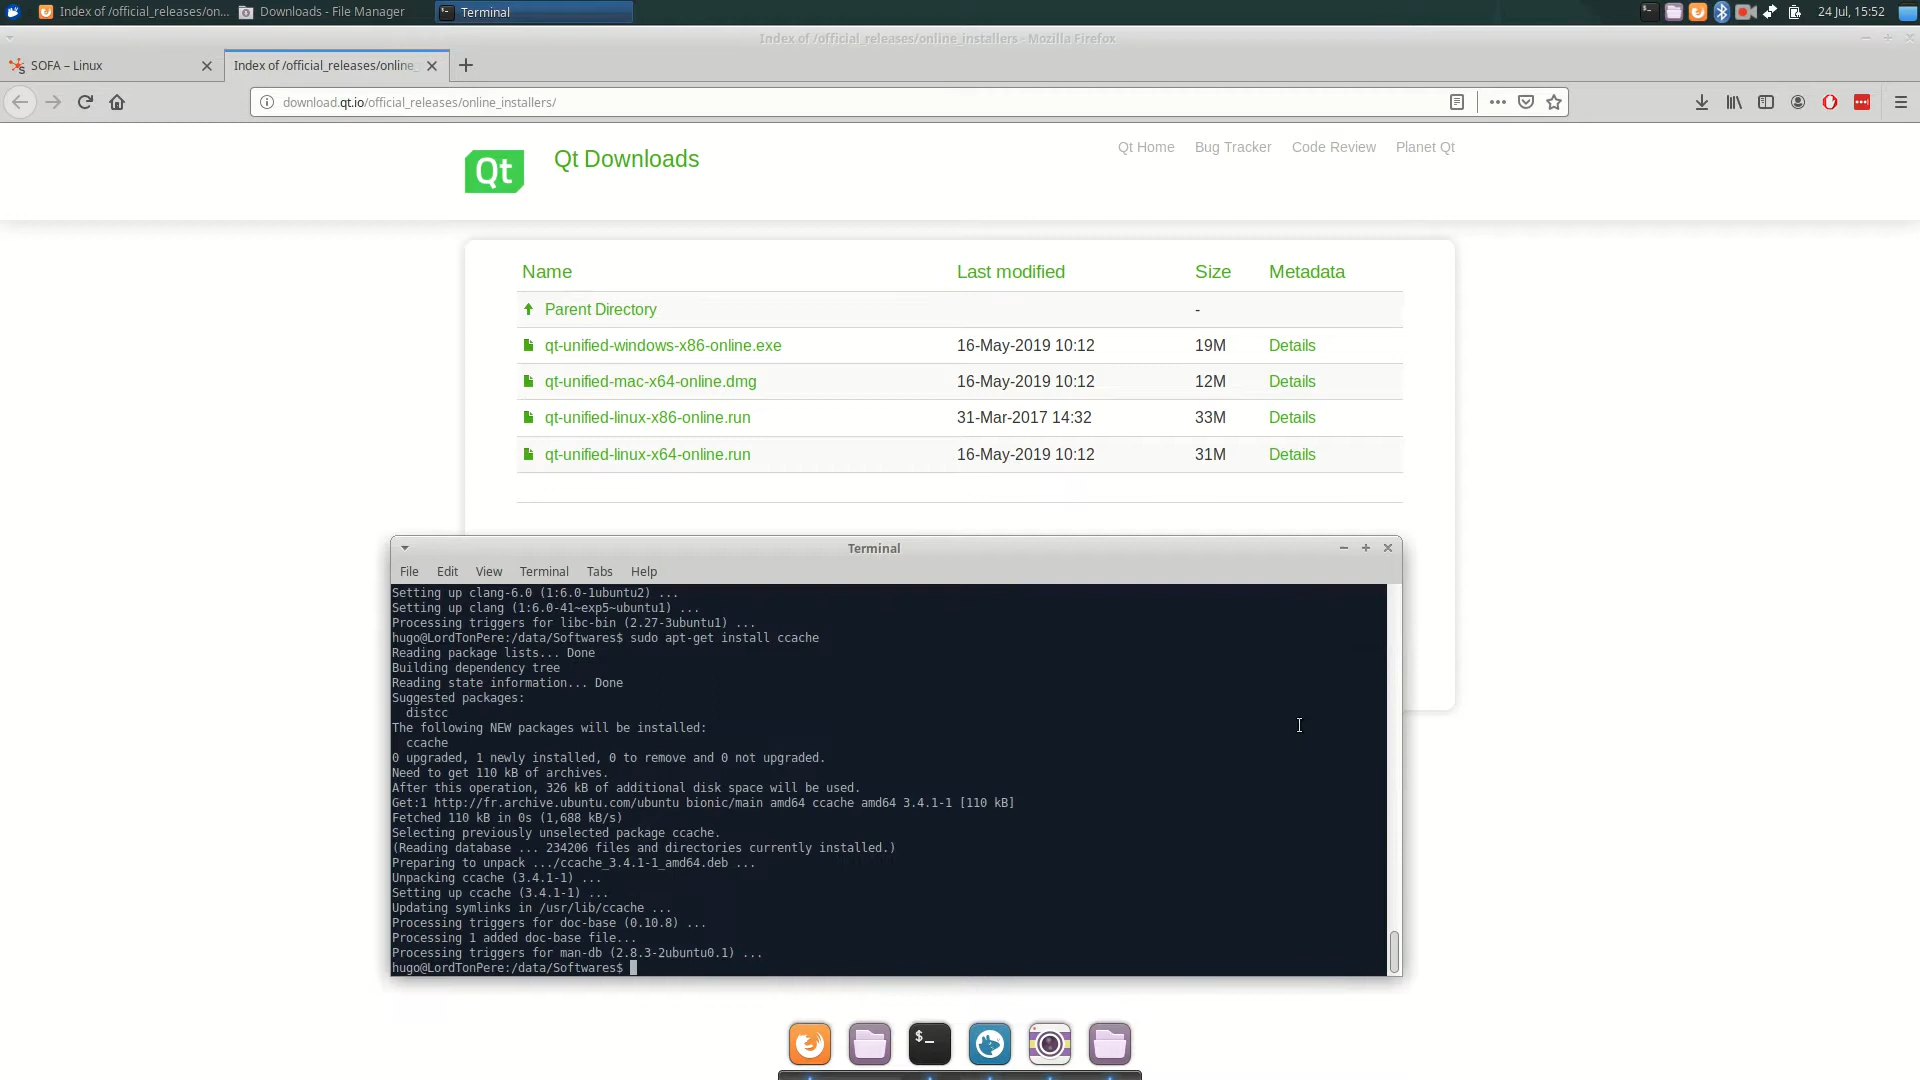 Index of /official_releases/on...
Downloads - File Manager
Terminal
24 Jul, 15:52
Index of /official_releases/online_installers - Mozilla Firefox
SOFA – Linux
Index of /official_releases/online_
download.qt.io/official_releases/online_installers/
Qt
Qt Downloads
Qt Home
Bug Tracker
Code Review
Planet Qt
Name Last modified Size Metadata
Parent Directory -
qt-unified-windows-x86-online.exe 16-May-2019 10:12 19M Details
qt-unified-mac-x64-online.dmg 16-May-2019 10:12 12M Details
qt-unified-linux-x86-online.run 31-Mar-2017 14:32 33M Details
qt-unified-linux-x64-online.run 16-May-2019 10:12 31M Details
Terminal
File Edit View Terminal Tabs Help
Setting up clang-6.0 (1:6.0-1ubuntu2) ...
Setting up clang (1:6.0-41~exp5~ubuntu1) ...
Processing triggers for libc-bin (2.27-3ubuntu1) ...
hugo@LordTonPere:/data/Softwares$ sudo apt-get install ccache
Reading package lists... Done
Building dependency tree
Reading state information... Done
Suggested packages:
distcc
The following NEW packages will be installed:
ccache
0 upgraded, 1 newly installed, 0 to remove and 0 not upgraded.
Need to get 110 kB of archives.
After this operation, 326 kB of additional disk space will be used.
Get:1 http://fr.archive.ubuntu.com/ubuntu bionic/main amd64 ccache amd64 3.4.1-1 [110 kB]
Fetched 110 kB in 0s (1,688 kB/s)
Selecting previously unselected package ccache.
(Reading database ... 234206 files and directories currently installed.)
Preparing to unpack .../ccache_3.4.1-1_amd64.deb ...
Unpacking ccache (3.4.1-1) ...
Setting up ccache (3.4.1-1) ...
Updating symlinks in /usr/lib/ccache ...
Processing triggers for doc-base (0.10.8) ...
Processing 1 added doc-base file...
Processing triggers for man-db (2.8.3-2ubuntu0.1) ...
hugo@LordTonPere:/data/Softwares$
$_